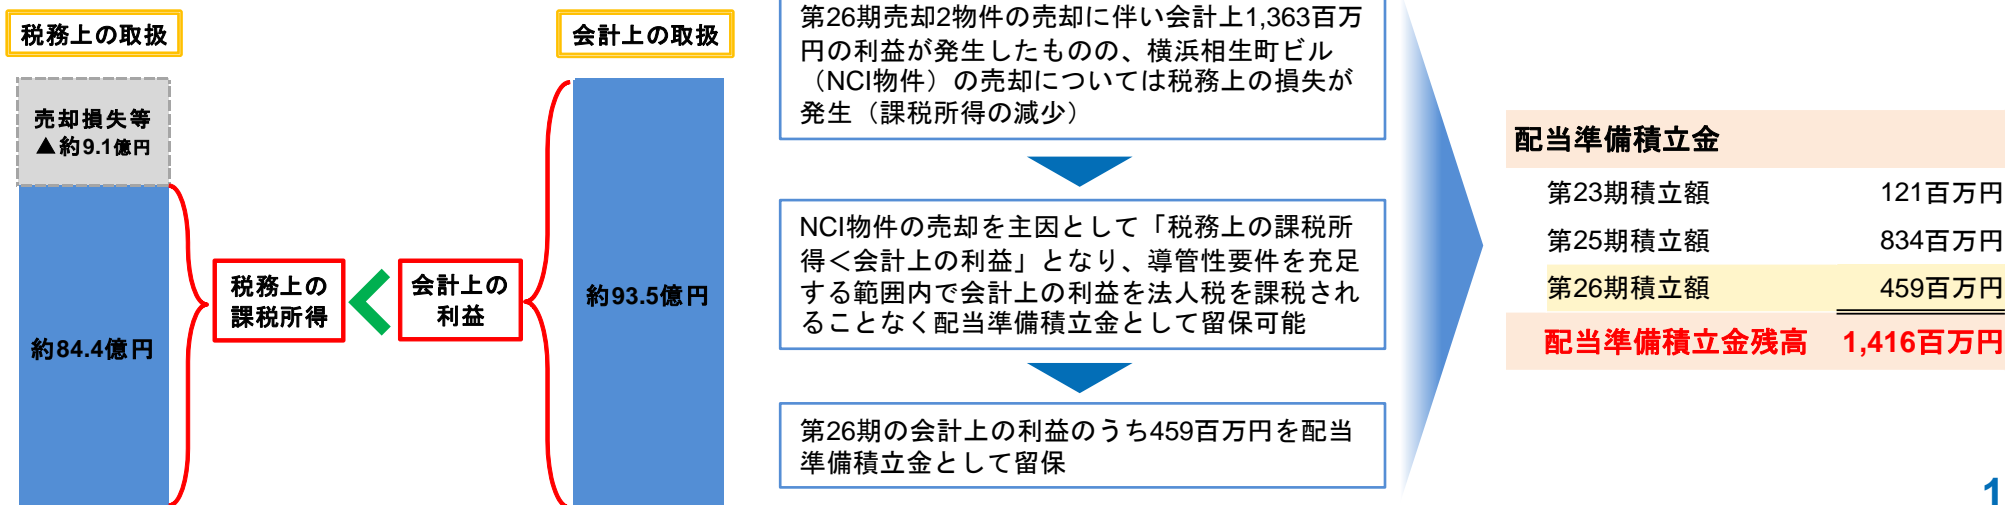 税務上の取扱
売却損失等
▲約9.1億円
約84.4億円
税務上の
課税所得
会計上の
利益
会計上の取扱
約93.5億円
第26期売却2物件の売却に伴い会計上1,363百万
円の利益が発生したものの、横浜相生町ビル
（NCI物件）の売却については税務上の損失が
発生（課税所得の減少）
NCI物件の売却を主因として「税務上の課税所
得＜会計上の利益」となり、導管性要件を充足
する範囲内で会計上の利益を法人税を課税され
ることなく配当準備積立金として留保可能
第26期の会計上の利益のうち459百万円を配当
準備積立金として留保
配当準備積立金
第23期積立額 121百万円
第25期積立額 834百万円
第26期積立額 459百万円
配当準備積立金残高 1,416百万円
1